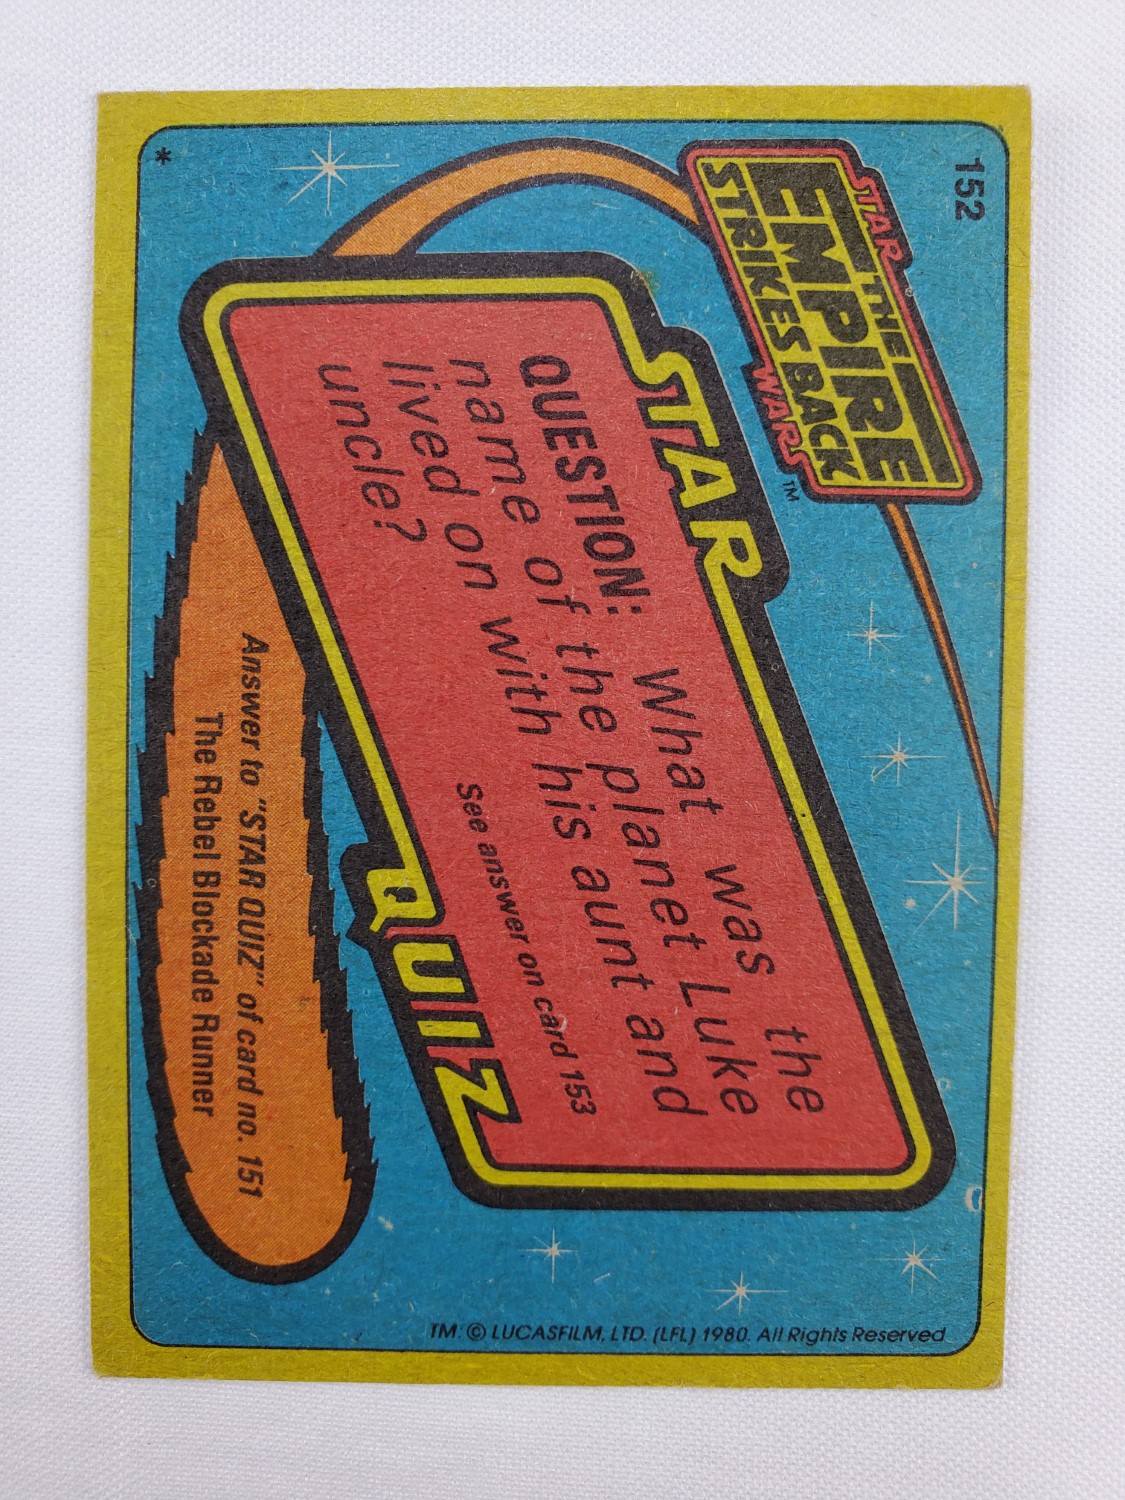 152
STAR
THE
EMPIRE
STRIKES BACK
WARS™
STAR
QUESTION: What was the
name of the planet Luke
lived on with his aunt and
uncle?
See answer on card 153
QUIZ
Answer to "STAR QUIZ" of card no. 151
The Rebel Blockade Runner
*
TM: © LUCASFILM, LTD. (LFL) 1980. All Rights Reserved